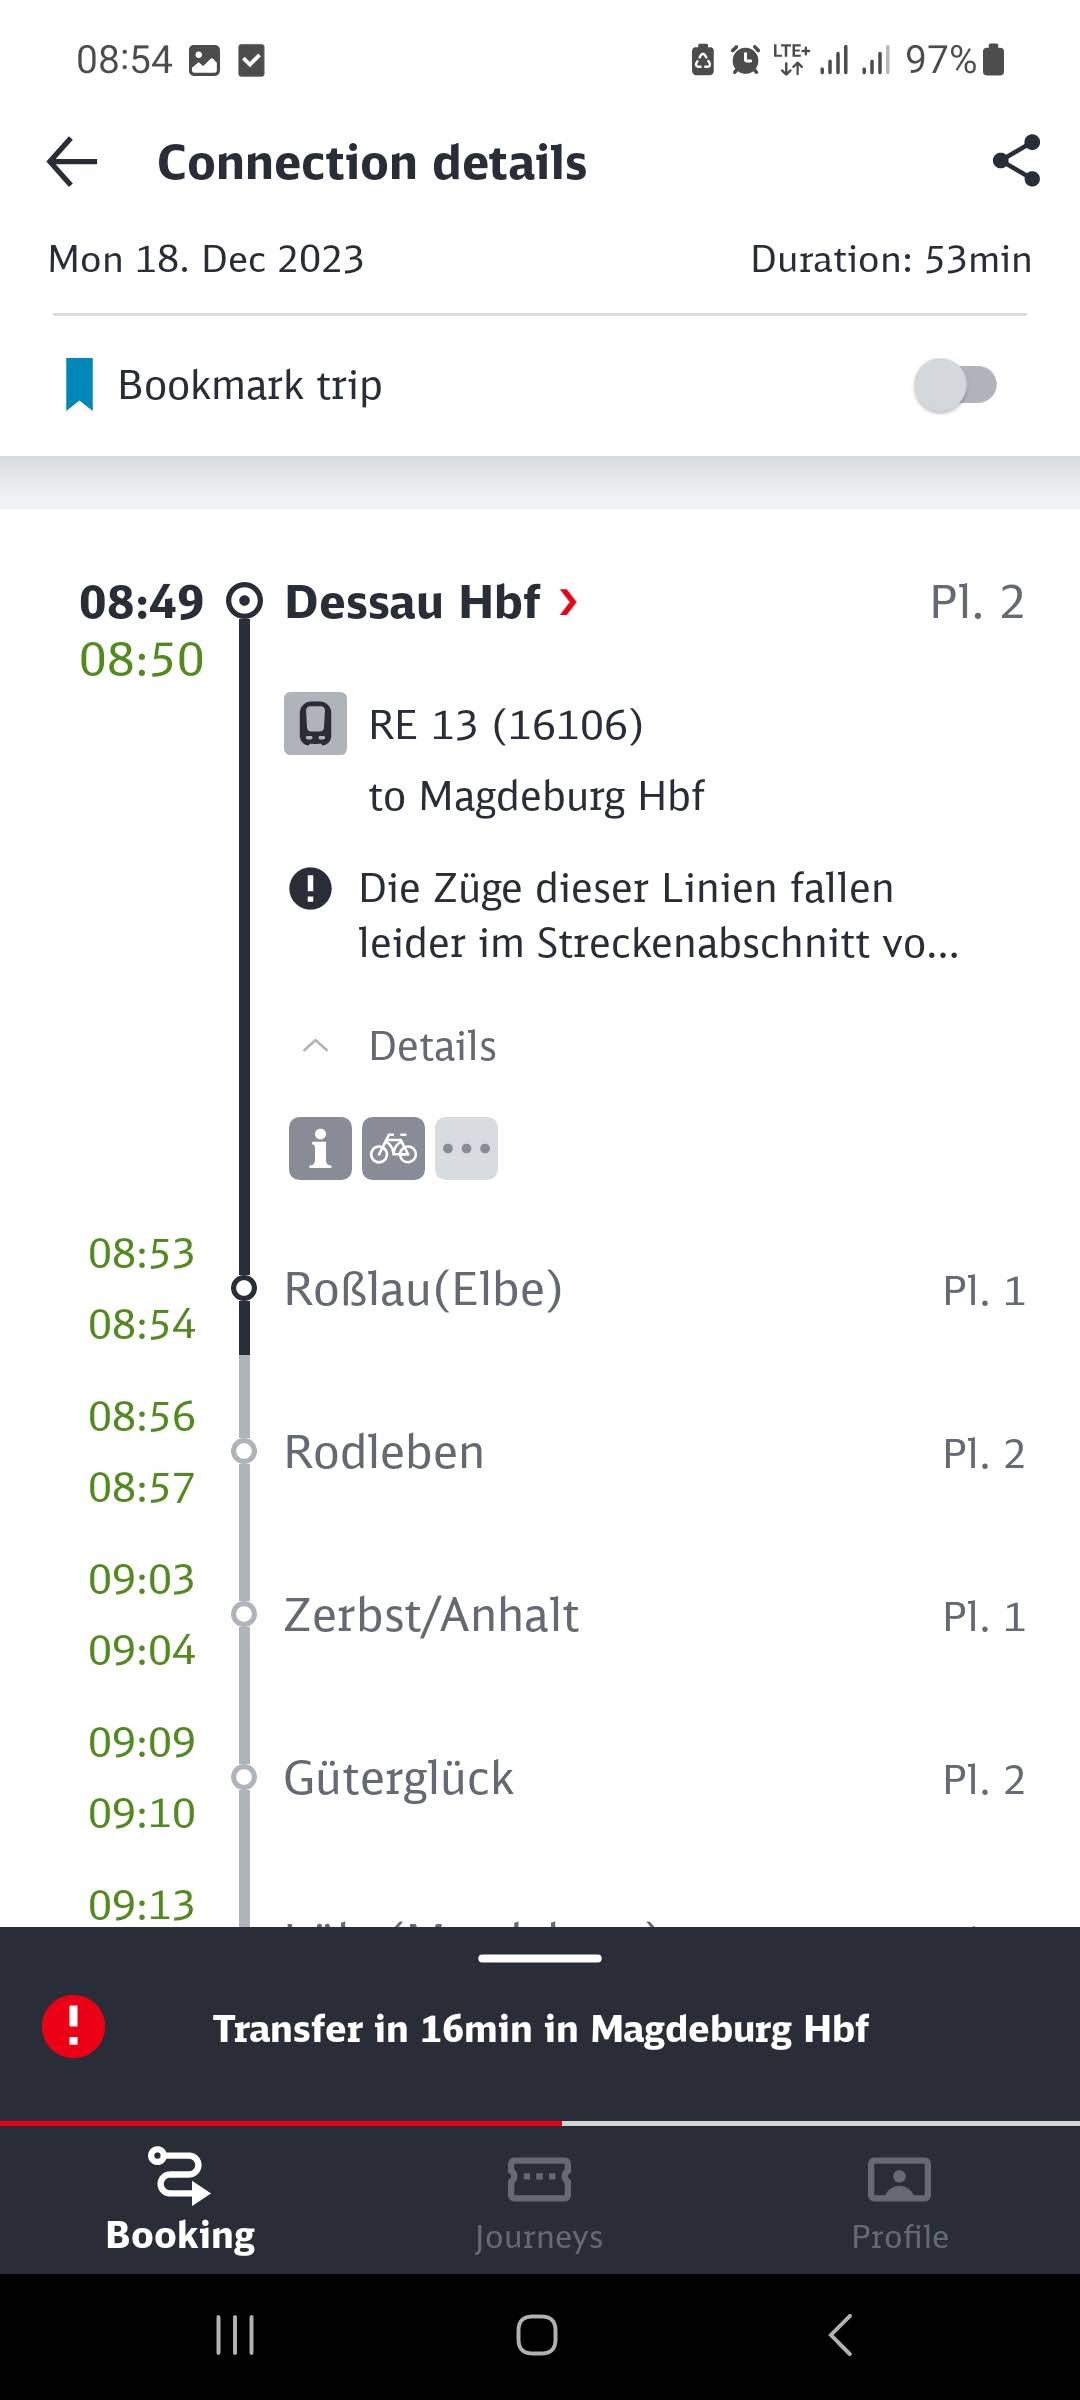 08:54
LTE+
97%
Connection details
Mon 18. Dec 2023
Duration: 53min
Bookmark trip
08:49 Dessau Hbf Pl. 2
08:50
RE 13 (16106)
to Magdeburg Hbf
Die Züge dieser Linien fallen
leider im Streckenabschnitt vo...
Details
08:53
Roßlau(Elbe) Pl. 1
08:54
08:56
Rodleben Pl. 2
08:57
09:03
Zerbst/Anhalt Pl. 1
09:04
09:09
Güterglück Pl. 2
09:10
09:13
Transfer in 16min in Magdeburg Hbf
Booking
Journeys
Profile